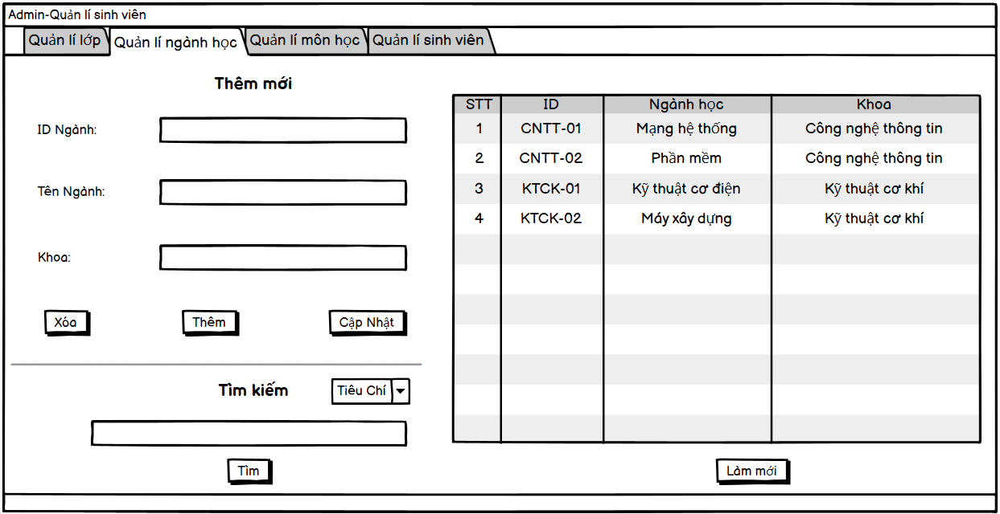 Admin-Quản lí sinh viên
Quản lí lớp Quản lí ngành học Quản lí môn học Quản lí sinh viên
Thêm mới
ID Ngành:
Tên Ngành:
Khoa:
Xóa Thêm Cập Nhật
Tìm kiếm Tiêu Chí
Tìm
STT ID Ngành học Khoa
1 CNTT-01 Mạng hệ thống Công nghệ thông tin
2 CNTT-02 Phần mềm Công nghệ thông tin
3 KTCK-01 Kỹ thuật cơ điện Kỹ thuật cơ khí
4 KTCK-02 Máy xây dựng Kỹ thuật cơ khí
Làm mới